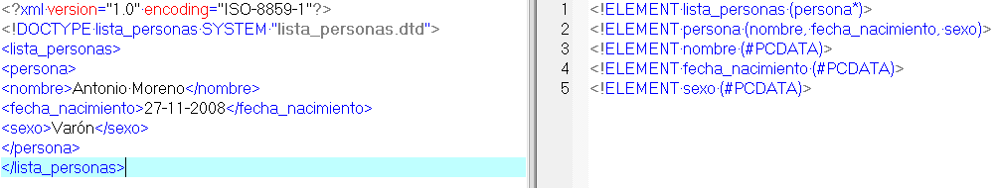 <?xml version="1.0" encoding="ISO-8859-1"?>
<!DOCTYPE lista_personas SYSTEM "lista_personas.dtd">
<lista_personas>
<persona>
<nombre>Antonio Moreno</nombre>
<fecha_nacimiento>27-11-2008</fecha_nacimiento>
<sexo>Varón</sexo>
</persona>
</lista_personas>
1 <!ELEMENT lista_personas (persona*)>
2 <!ELEMENT persona (nombre, fecha_nacimiento, sexo)>
3 <!ELEMENT nombre (#PCDATA)>
4 <!ELEMENT fecha_nacimiento (#PCDATA)>
5 <!ELEMENT sexo (#PCDATA)>